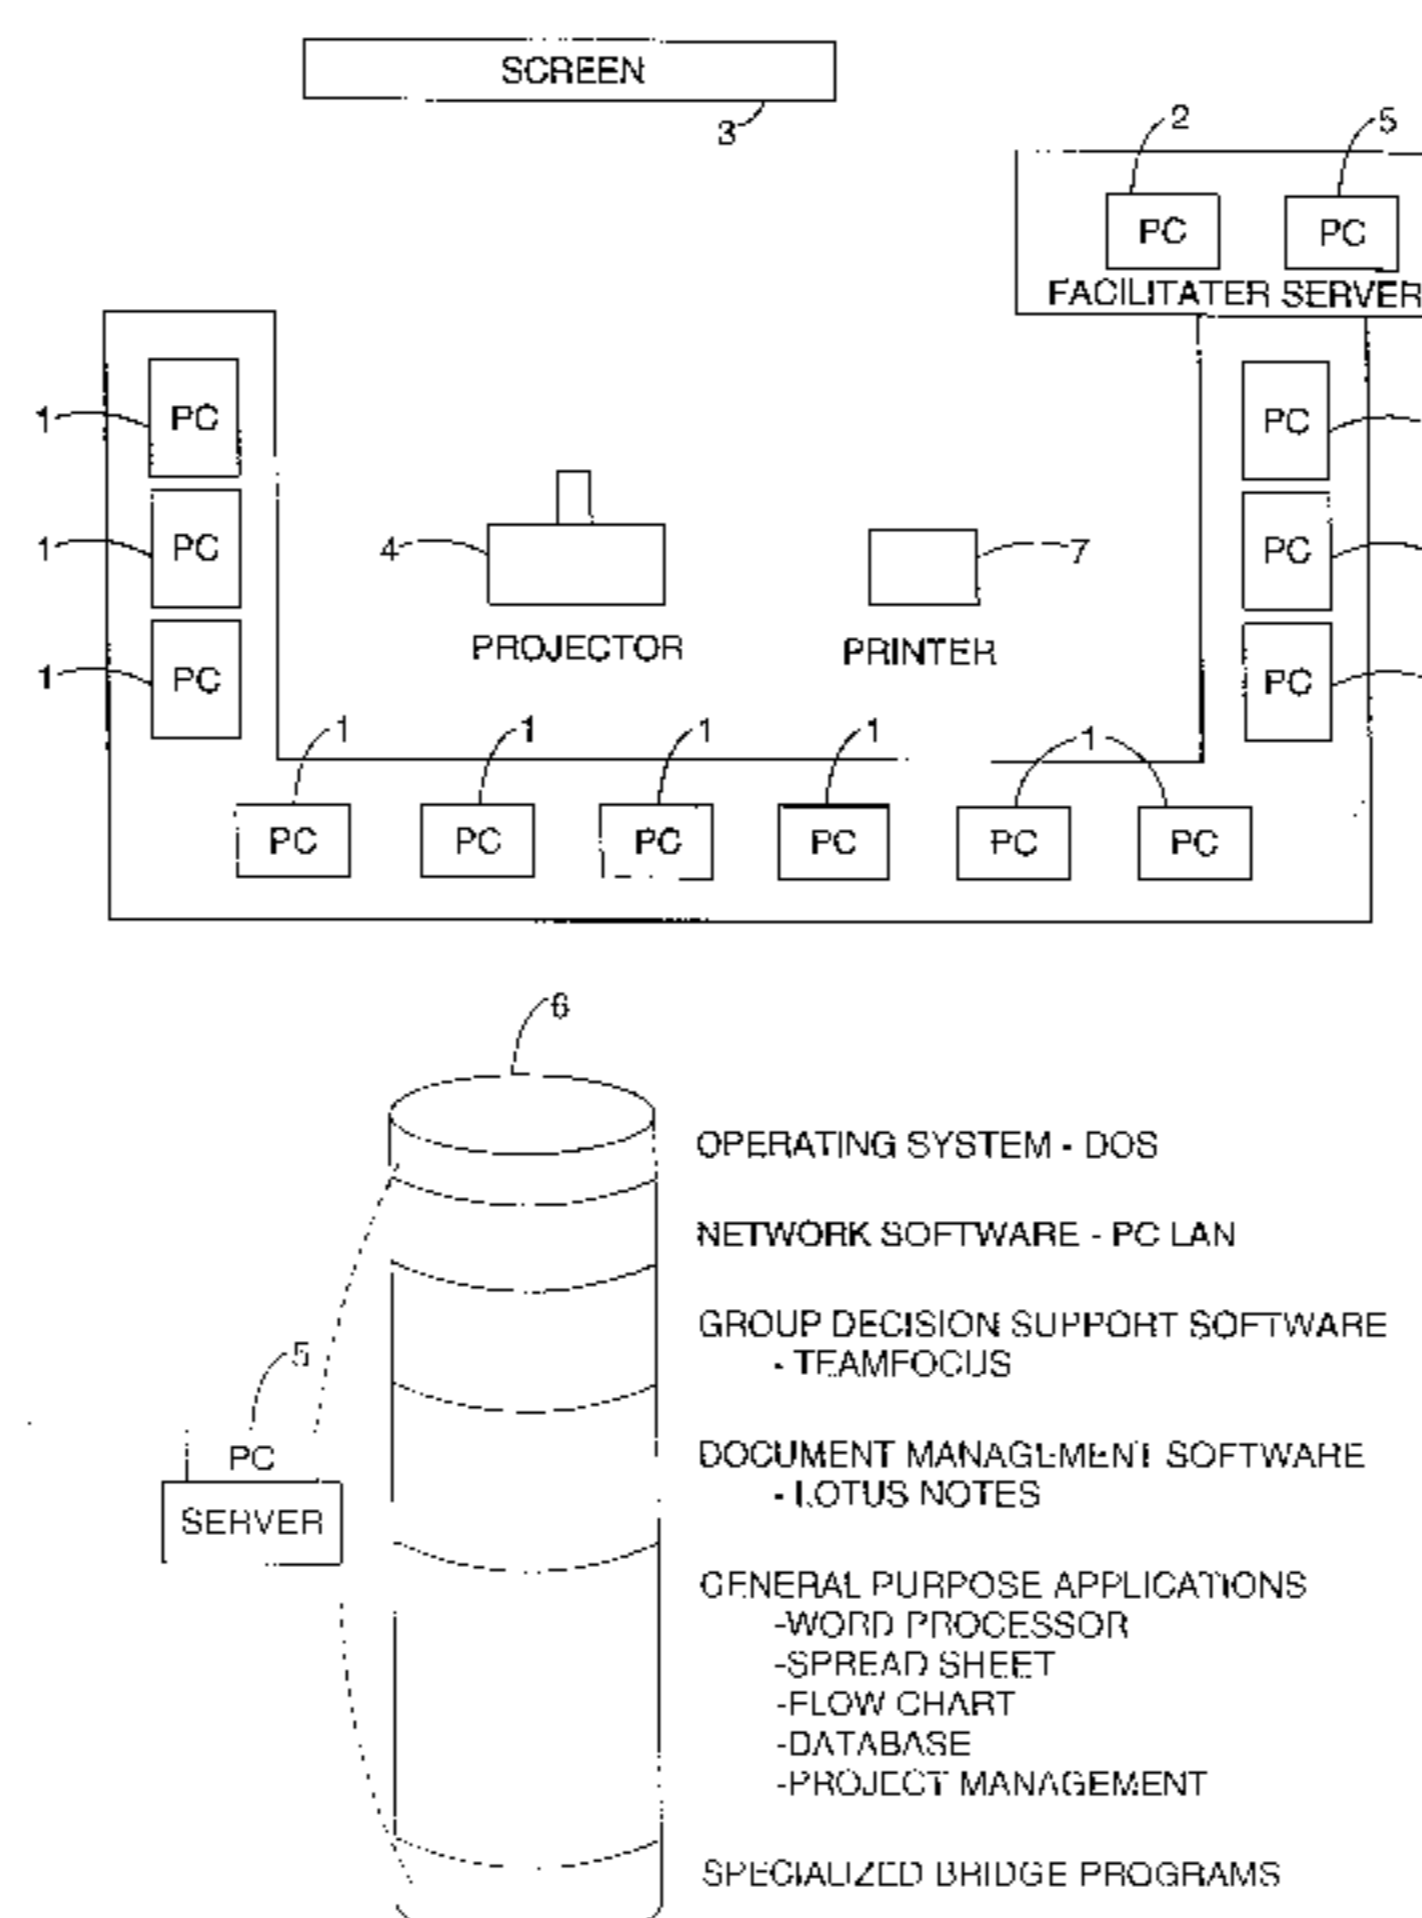 SCREEN
3
2
5
PC
PC
FACILITATER SERVER
1
PC
PC
1
PC
PC
4
7
1
PC
PC
PROJECTOR
PRINTER
1
1
1
1
1
PC
PC
PC
PC
PC
PC
6
OPERATING SYSTEM - DOS
NETWORK SOFTWARE - PC LAN
GROUP DECISION SUPPORT SOFTWARE
- TEAMFOCUS
5
PC
SERVER
DOCUMENT MANAGEMENT SOFTWARE
- LOTUS NOTES
GENERAL PURPOSE APPLICATIONS
-WORD PROCESSOR
-SPREAD SHEET
-FLOW CHART
-DATABASE
-PROJECT MANAGEMENT
SPECIALIZED BRIDGE PROGRAMS